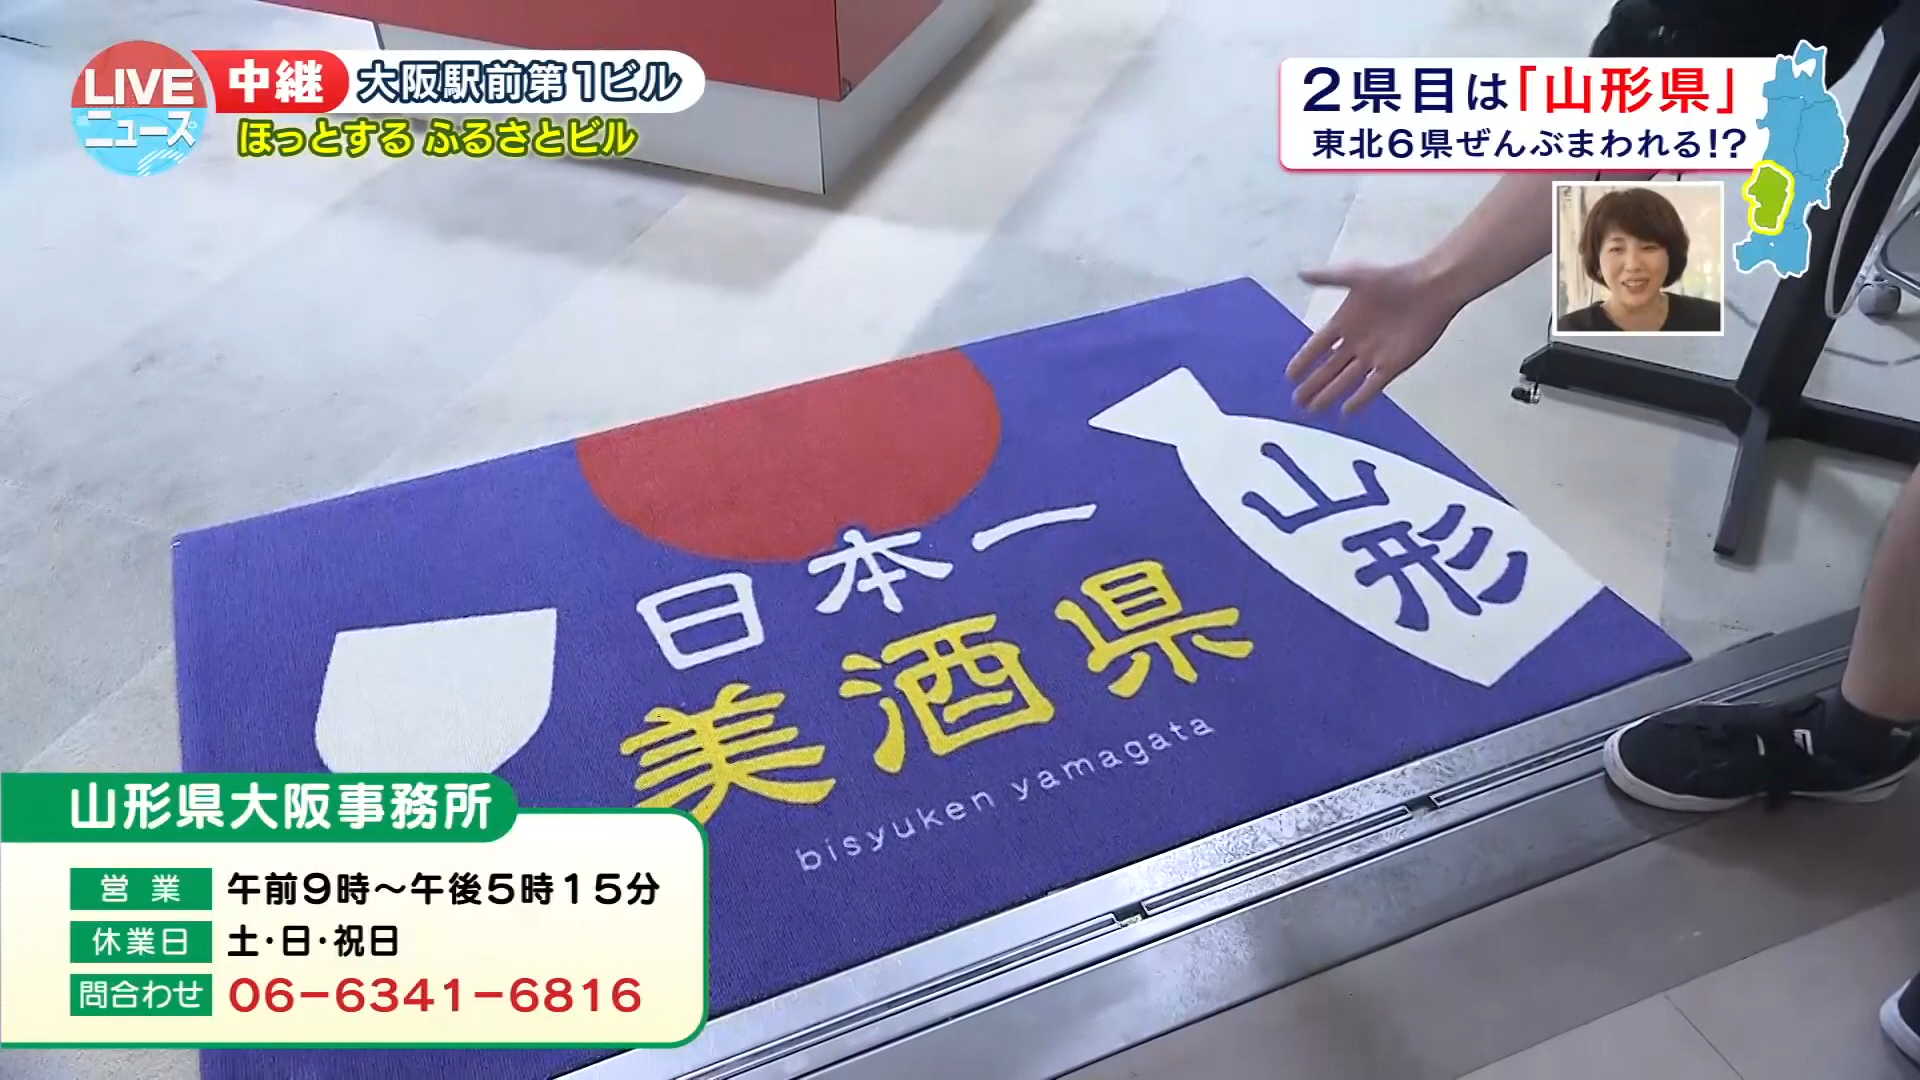 LIVE
ニュース
中継 大阪駅前第1ビル
ほっとする ふるさとビル
2県目は「山形県」
東北6県ぜんぶまわれる!?
日本一
美酒県
bisyuken yamagata
山形
山形県大阪事務所
営業 午前9時～午後5時15分
休業日 土・日・祝日
問合わせ 06-6341-6816